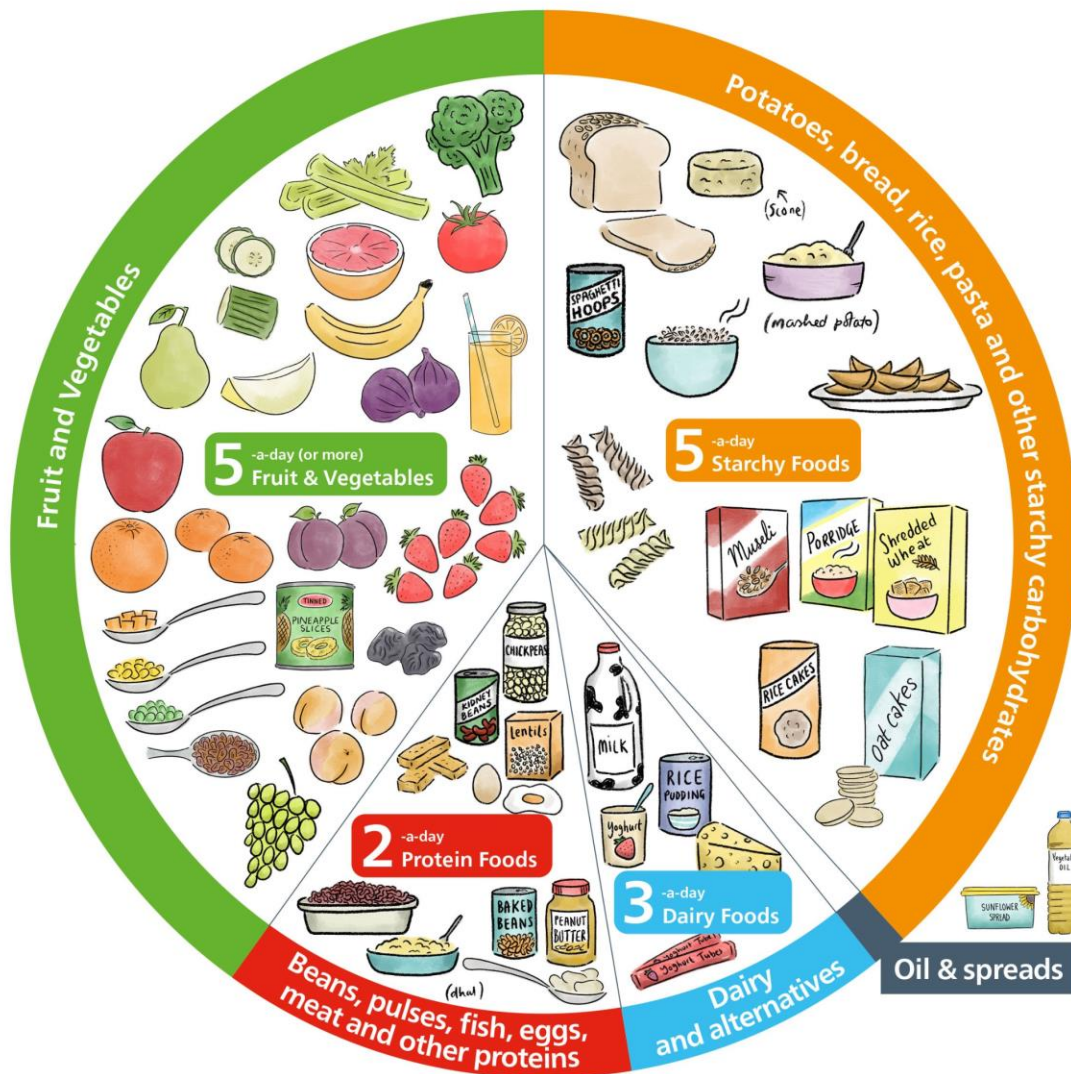 Fruit and Vegetables
5
-a-day (or more)
Fruit & Vegetables
TINNED
PINEAPPLE
SLICES
Potatoes, bread, rice, pasta and other starchy carbohydrates
(scone)
(mashed potato)
SPAGHETTI
HOOPS
5
-a-day
Starchy Foods
Museli
PORRIDGE
Shredded
Wheat
RICE CAKES
Oat Cakes
CHICKPEAS
KIDNEY
BEANS
Lentils
2
-a-day
Protein Foods
BAKED
BEANS
PEANUT
BUTTER
(dhal)
Beans, pulses, fish, eggs,
meat and other proteins
MILK
RICE
PUDDING
Yoghurt
3
-a-day
Dairy Foods
Yoghurt Tubes
Yoghurt Tubes
Dairy
and alternatives
SUNFLOWER
SPREAD
OIL
Oil & spreads